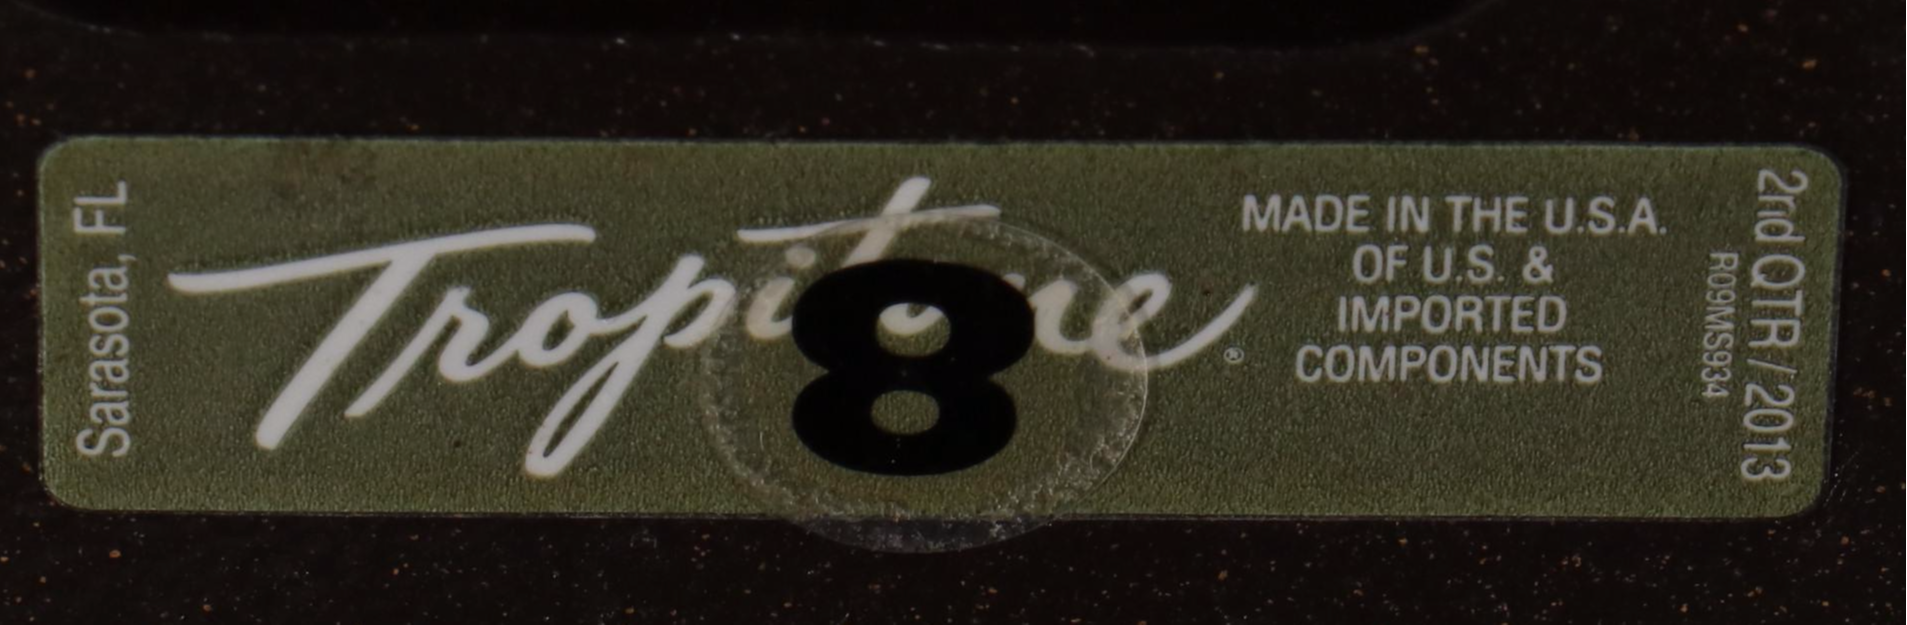 Sarasota, FL
Tropitone®
8
MADE IN THE U.S.A.
OF U.S. &
IMPORTED
COMPONENTS
2nd QTR / 2013
R09MS934